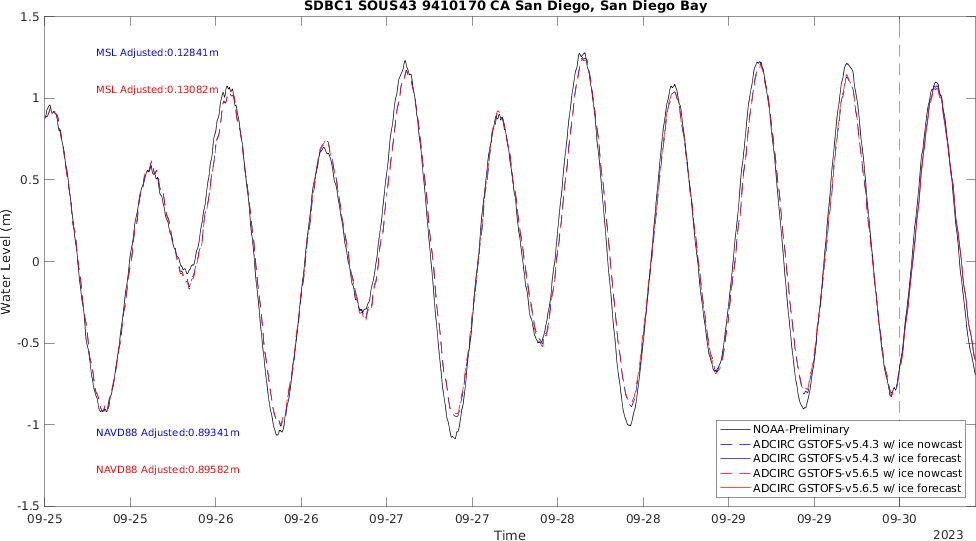 SDBC1 SOUS43 9410170 CA San Diego, San Diego Bay
1.5
MSL Adjusted:0.12841m
MSL Adjusted:0.13082m
1
0.5
0
-0.5
-1
-1.5
Water Level (m)
NAVD88 Adjusted:0.89341m
NAVD88 Adjusted:0.89582m
NOAA-Preliminary
ADCIRC GSTOFS-v5.4.3 w/ ice nowcast
ADCIRC GSTOFS-v5.4.3 w/ ice forecast
ADCIRC GSTOFS-v5.6.5 w/ ice nowcast
ADCIRC GSTOFS-v5.6.5 w/ ice forecast
09-25 09-25 09-26 09-26 09-27 09-27 09-28 09-28 09-29 09-29 09-30
Time
2023